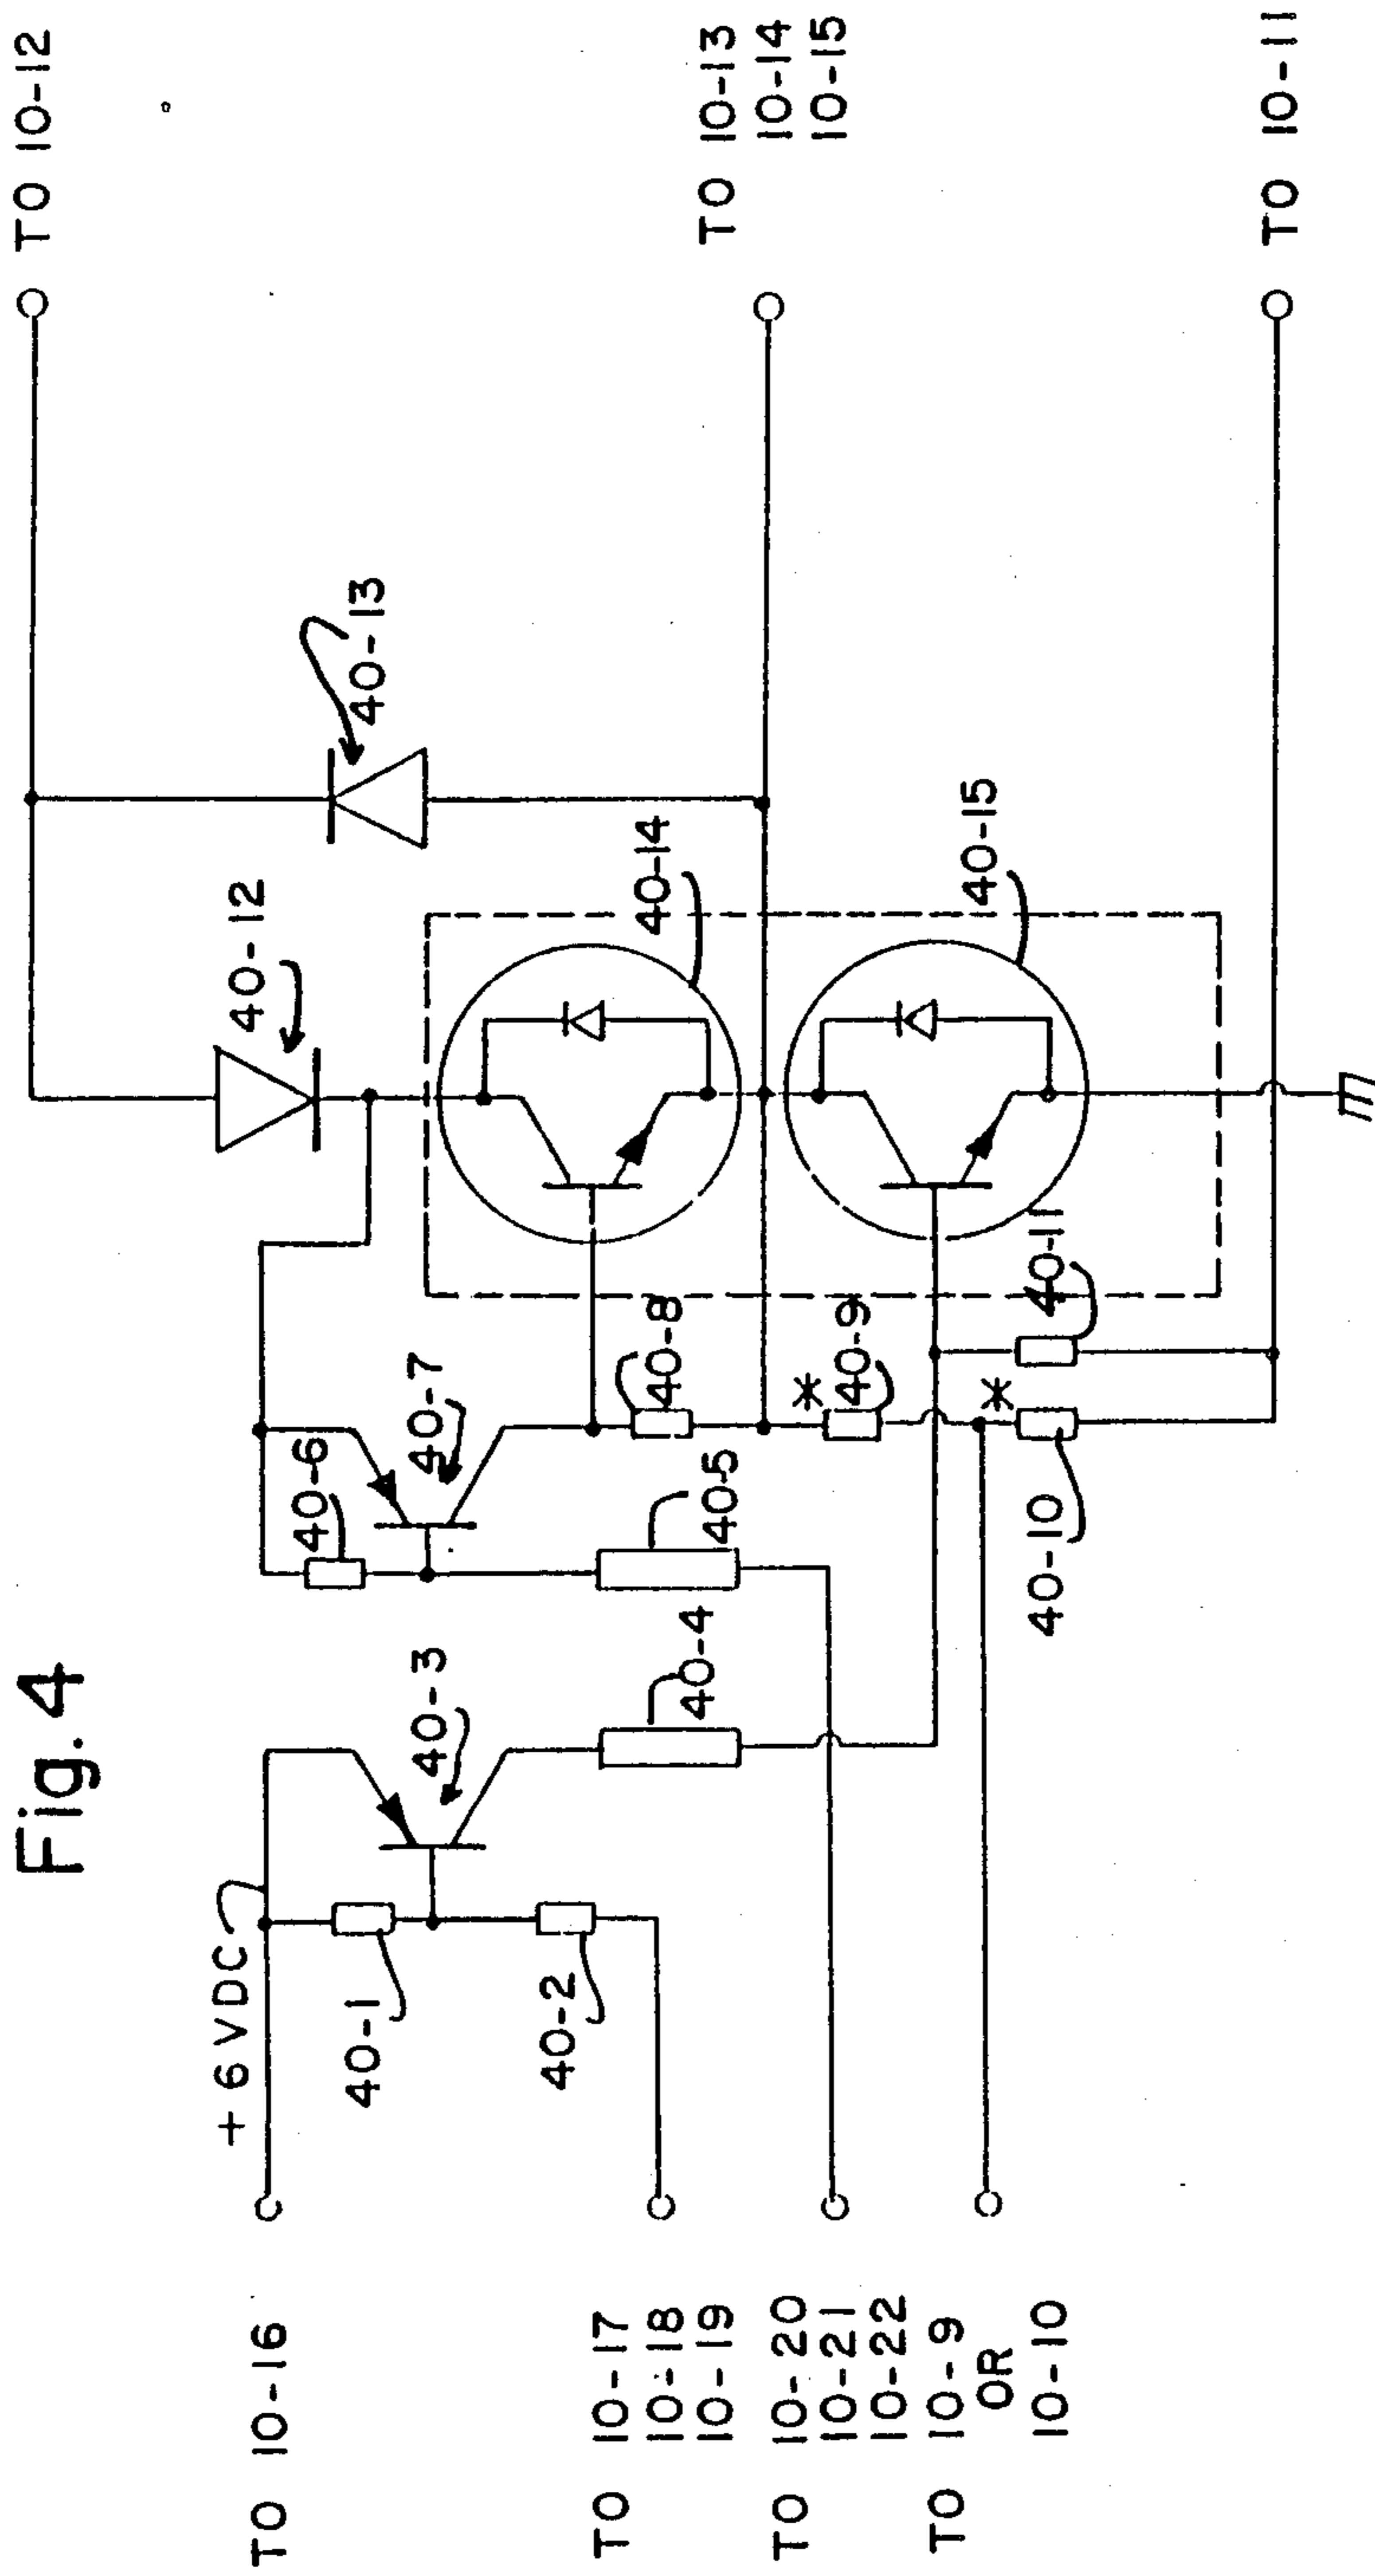 Fig. 4
TO 10-12
+ 6 VDC
TO 10-16
40-1
40-2
40-3
40-4
40-5
40-6
40-7
40-8
*
40-9
*
40-10
40-11
40-12
40-13
40-14
40-15
TO 10-13
10-14
10-15
TO 10-17
10-18
10-19
TO 10-20
10-21
10-22
TO 10-9
OR
10-10
TO 10-11